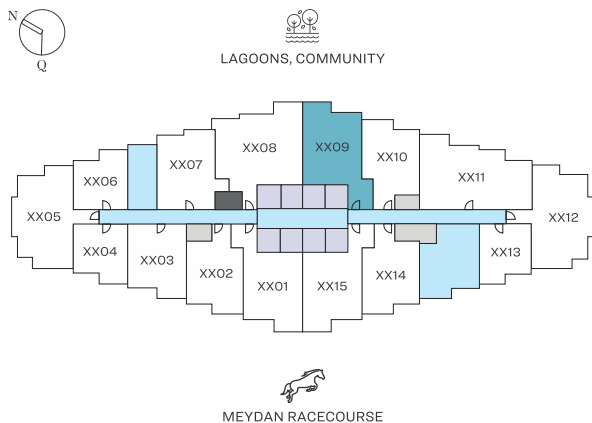 N
Q
LAGOONS, COMMUNITY
XX08
XX09
XX07
XX10
XX06
XX11
XX05
XX12
XX04
XX03
XX13
XX02
XX14
XX01
XX15
MEYDAN RACECOURSE